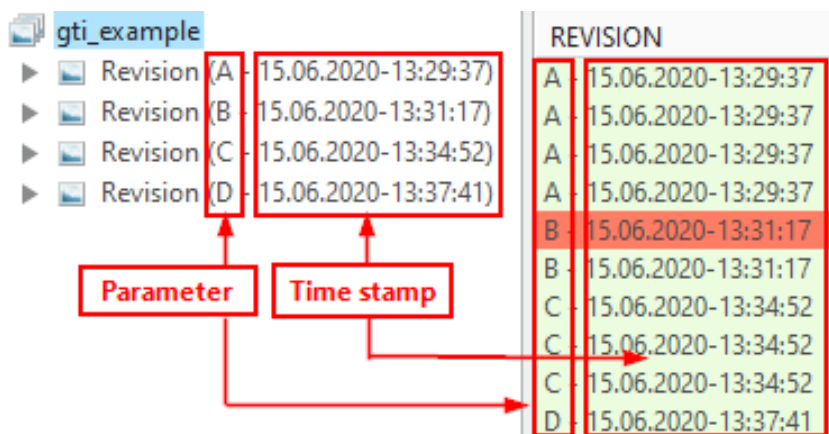 gti_example
Revision (A - 15.06.2020-13:29:37)
Revision (B - 15.06.2020-13:31:17)
Revision (C - 15.06.2020-13:34:52)
Revision (D - 15.06.2020-13:37:41)
Parameter
Time stamp
REVISION
A - 15.06.2020-13:29:37
A - 15.06.2020-13:29:37
A - 15.06.2020-13:29:37
A - 15.06.2020-13:29:37
B - 15.06.2020-13:31:17
B - 15.06.2020-13:31:17
C - 15.06.2020-13:34:52
C - 15.06.2020-13:34:52
C - 15.06.2020-13:34:52
D - 15.06.2020-13:37:41